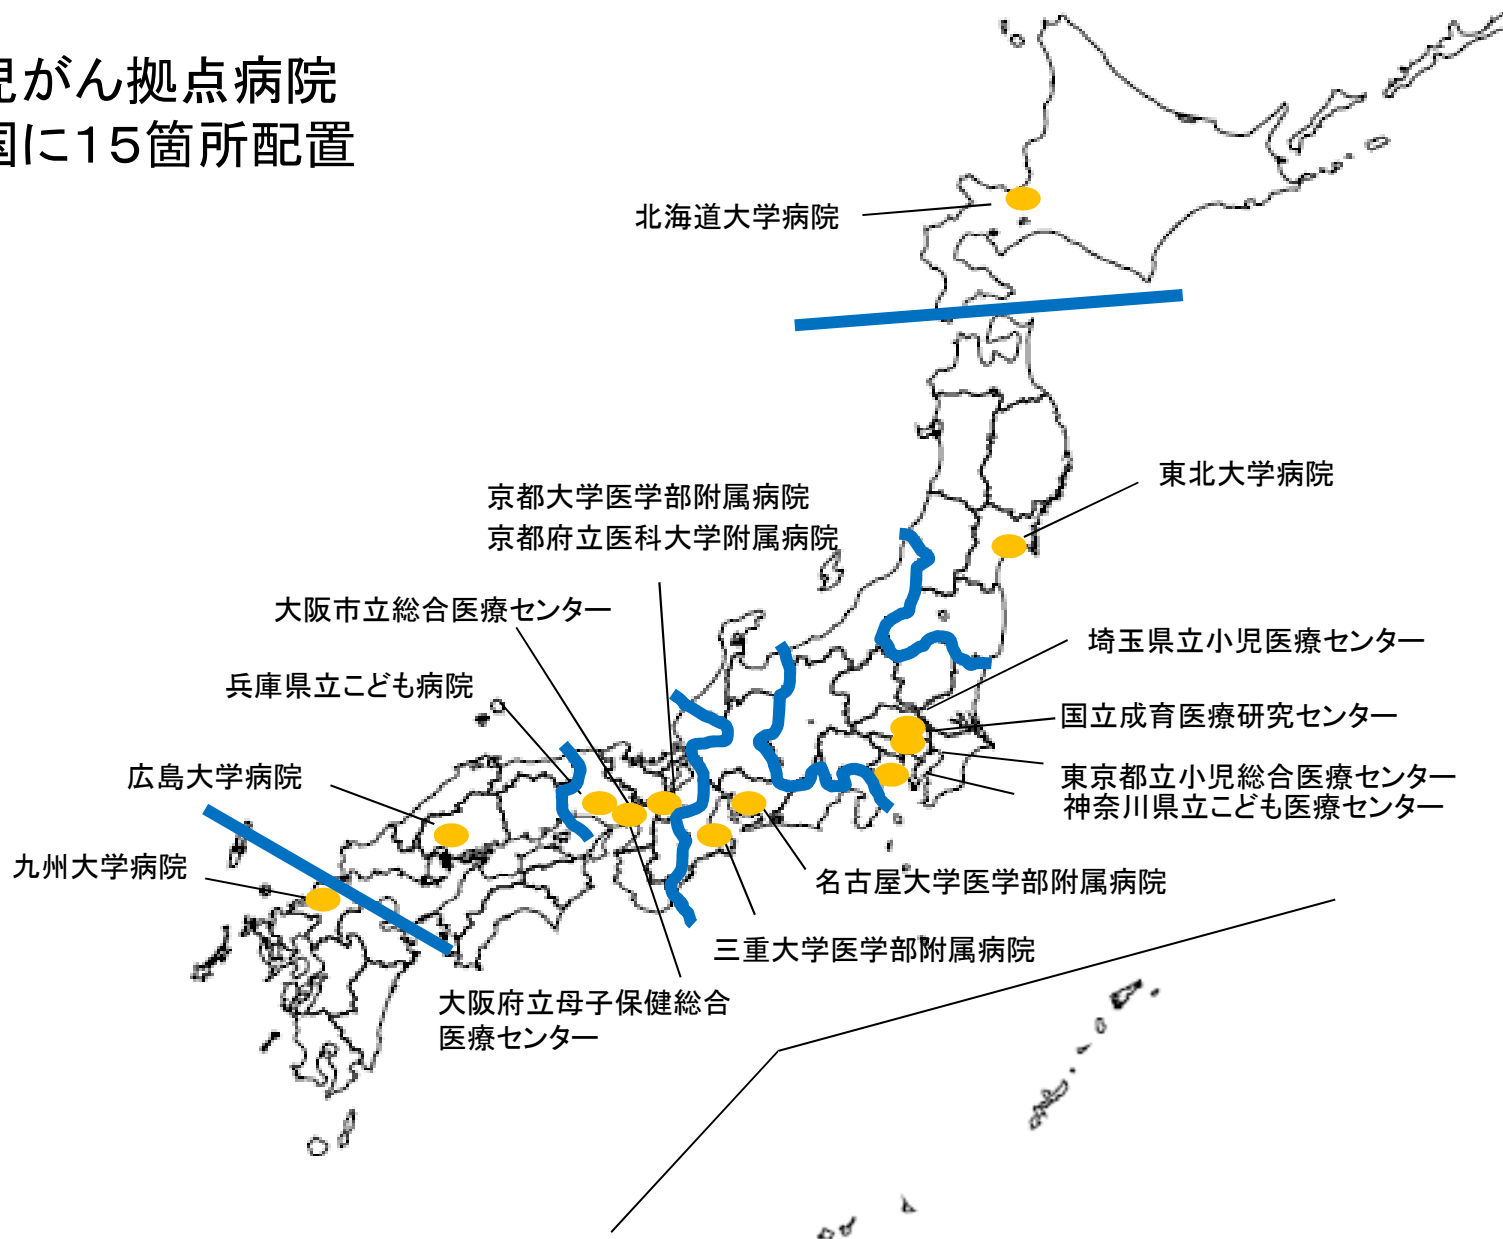 児がん拠点病院
国に15箇所配置
北海道大学病院
東北大学病院
京都大学医学部附属病院
京都府立医科大学附属病院
大阪市立総合医療センター
埼玉県立小児医療センター
兵庫県立こども病院
国立成育医療研究センター
広島大学病院
東京都立小児総合医療センター
神奈川県立こども医療センター
九州大学病院
名古屋大学医学部附属病院
三重大学医学部附属病院
大阪府立母子保健総合
医療センター